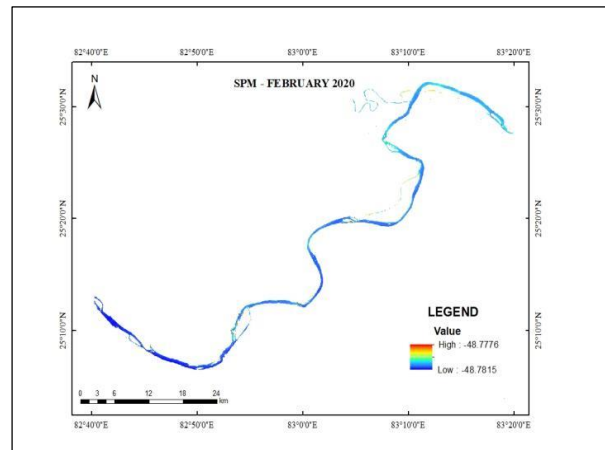 82°40'0"E 82°50'0"E 83°0'0"E 83°10'0"E 83°20'0"E
SPM - FEBRUARY 2020
N
25°30'0"N 25°30'0"N
25°20'0"N 25°20'0"N
25°10'0"N 25°10'0"N
LEGEND
Value
High : -48.7776
Low : -48.7815
0 3 6 12 18 24
km
82°40'0"E 82°50'0"E 83°0'0"E 83°10'0"E 83°20'0"E